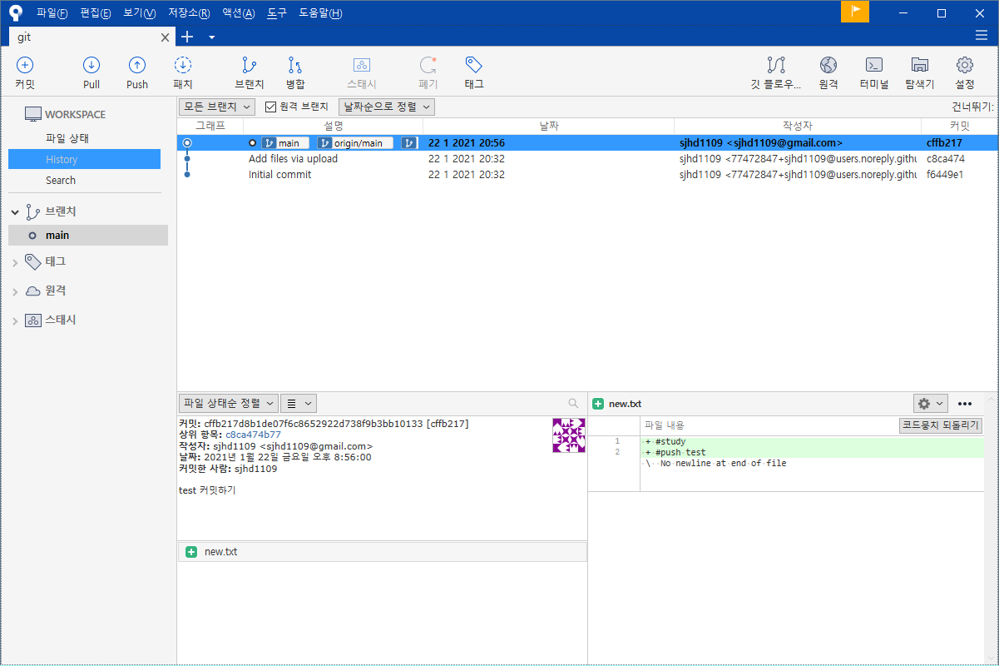 파일(F) 편집(E) 보기(V) 저장소(R) 액션(A) 도구 도움말(H)
git
커밋 Pull Push 패치 브랜치 병합 스태시 폐기 태그 깃 플로우... 원격 터미널 탐색기 설정
모든 브랜치 원격 브랜치 날짜순으로 정렬 건너뛰기:
WORKSPACE
파일 상태
History
Search
브랜치
main
태그
원격
스태시
그래프 설명 날짜 작성자 커밋
main origin/main 22 1 2021 20:56 sjhd1109 <sjhd1109@gmail.com> cffb217
Add files via upload 22 1 2021 20:32 sjhd1109 <77472847+sjhd1109@users.noreply.githu c8ca474
Initial commit 22 1 2021 20:32 sjhd1109 <77472847+sjhd1109@users.noreply.githu f6449e1
파일 상태순 정렬
커밋: cffb217d8b1de07f6c8652922d738f9b3bb10133 [cffb217]
상위 항목: c8ca474b77
작성자: sjhd1109 <sjhd1109@gmail.com>
날짜: 2021년 1월 22일 금요일 오후 8:56:00
커밋한 사람: sjhd1109
test 커밋하기
new.txt
new.txt
파일 내용 코드뭉치 되돌리기
1 + #study
2 + #push test
\ No newline at end of file